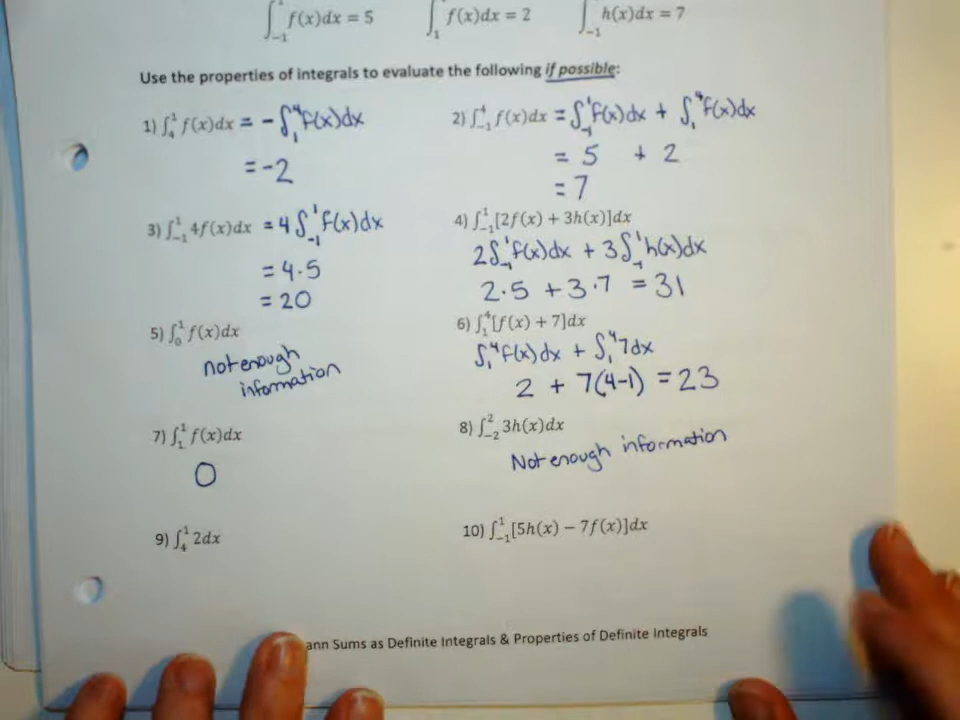 ∫₋₁ f(x)dx = 5    ∫₁ f(x)dx = 2    ∫₋₁ h(x)dx = 7
Use the properties of integrals to evaluate the following if possible:
1) ∫₄¹ f(x)dx = -∫₁⁴ f(x)dx
= -2
2) ∫₋₁⁴ f(x)dx = ∫₋₁¹ f(x)dx + ∫₁⁴ f(x)dx
= 5 + 2
= 7
3) ∫₋₁¹ 4f(x)dx = 4∫₋₁¹ f(x)dx
= 4·5
= 20
4) ∫₋₁¹ [2f(x) + 3h(x)]dx
2∫₋₁¹ f(x)dx + 3∫₋₁¹ h(x)dx
2·5 + 3·7 = 31
5) ∫₀¹ f(x)dx
not enough
information
6) ∫₁⁴ [f(x) + 7]dx
∫₁⁴ f(x)dx + ∫₁⁴ 7dx
2 + 7(4-1) = 23
7) ∫₁¹ f(x)dx
0
8) ∫₋₂² 3h(x)dx
Not enough information
9) ∫₄¹ 2dx
10) ∫₋₁¹ [5h(x) − 7f(x)]dx
ann Sums as Definite Integrals & Properties of Definite Integrals